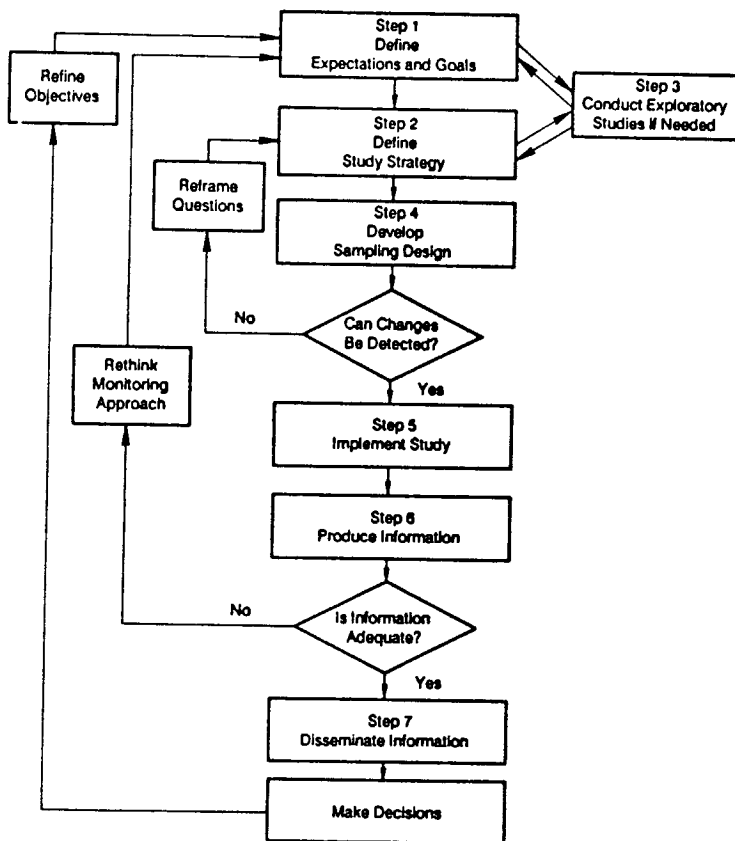 Step 1
Define
Expectations and Goals
Refine
Objectives
Step 3
Conduct Exploratory
Studies If Needed
Step 2
Define
Study Strategy
Reframe
Questions
Step 4
Develop
Sampling Design
No
Can Changes
Be Detected?
Rethink
Monitoring
Approach
Yes
Step 5
Implement Study
Step 6
Produce Information
No
Is Information
Adequate?
Yes
Step 7
Disseminate Information
Make Decisions